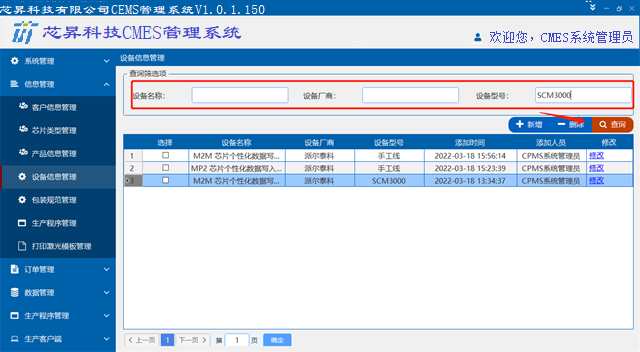 芯昇科技有限公司CEMS管理系统V1.0.1.150
芯昇科技CMES管理系统
欢迎您，CMES系统管理员
系统管理
信息管理
客户信息管理
芯片类型管理
产品信息管理
设备信息管理
包装规范管理
生产程序管理
打印激光模板管理
订单管理
数据管理
生产程序管理
生产客户端
设备信息管理
查询筛选项
设备名称: 设备厂商: 设备型号: SCM3000
新增 删除 查询
选择 设备名称 设备厂商 设备型号 添加时间 添加人员 修改
1 M2M 芯片个性化数据写... 派尔泰科 手工线 2022-03-18 15:56:14 CPMS系统管理员 修改
2 MP2 芯片个性化数据写入... 派尔泰科 手工线 2022-03-18 15:23:39 CPMS系统管理员 修改
3 M2M 芯片个性化数据写... 派尔泰科 SCM3000 2022-03-18 13:34:37 CPMS系统管理员 修改
上一页 1 下一页 第 1 页 确定